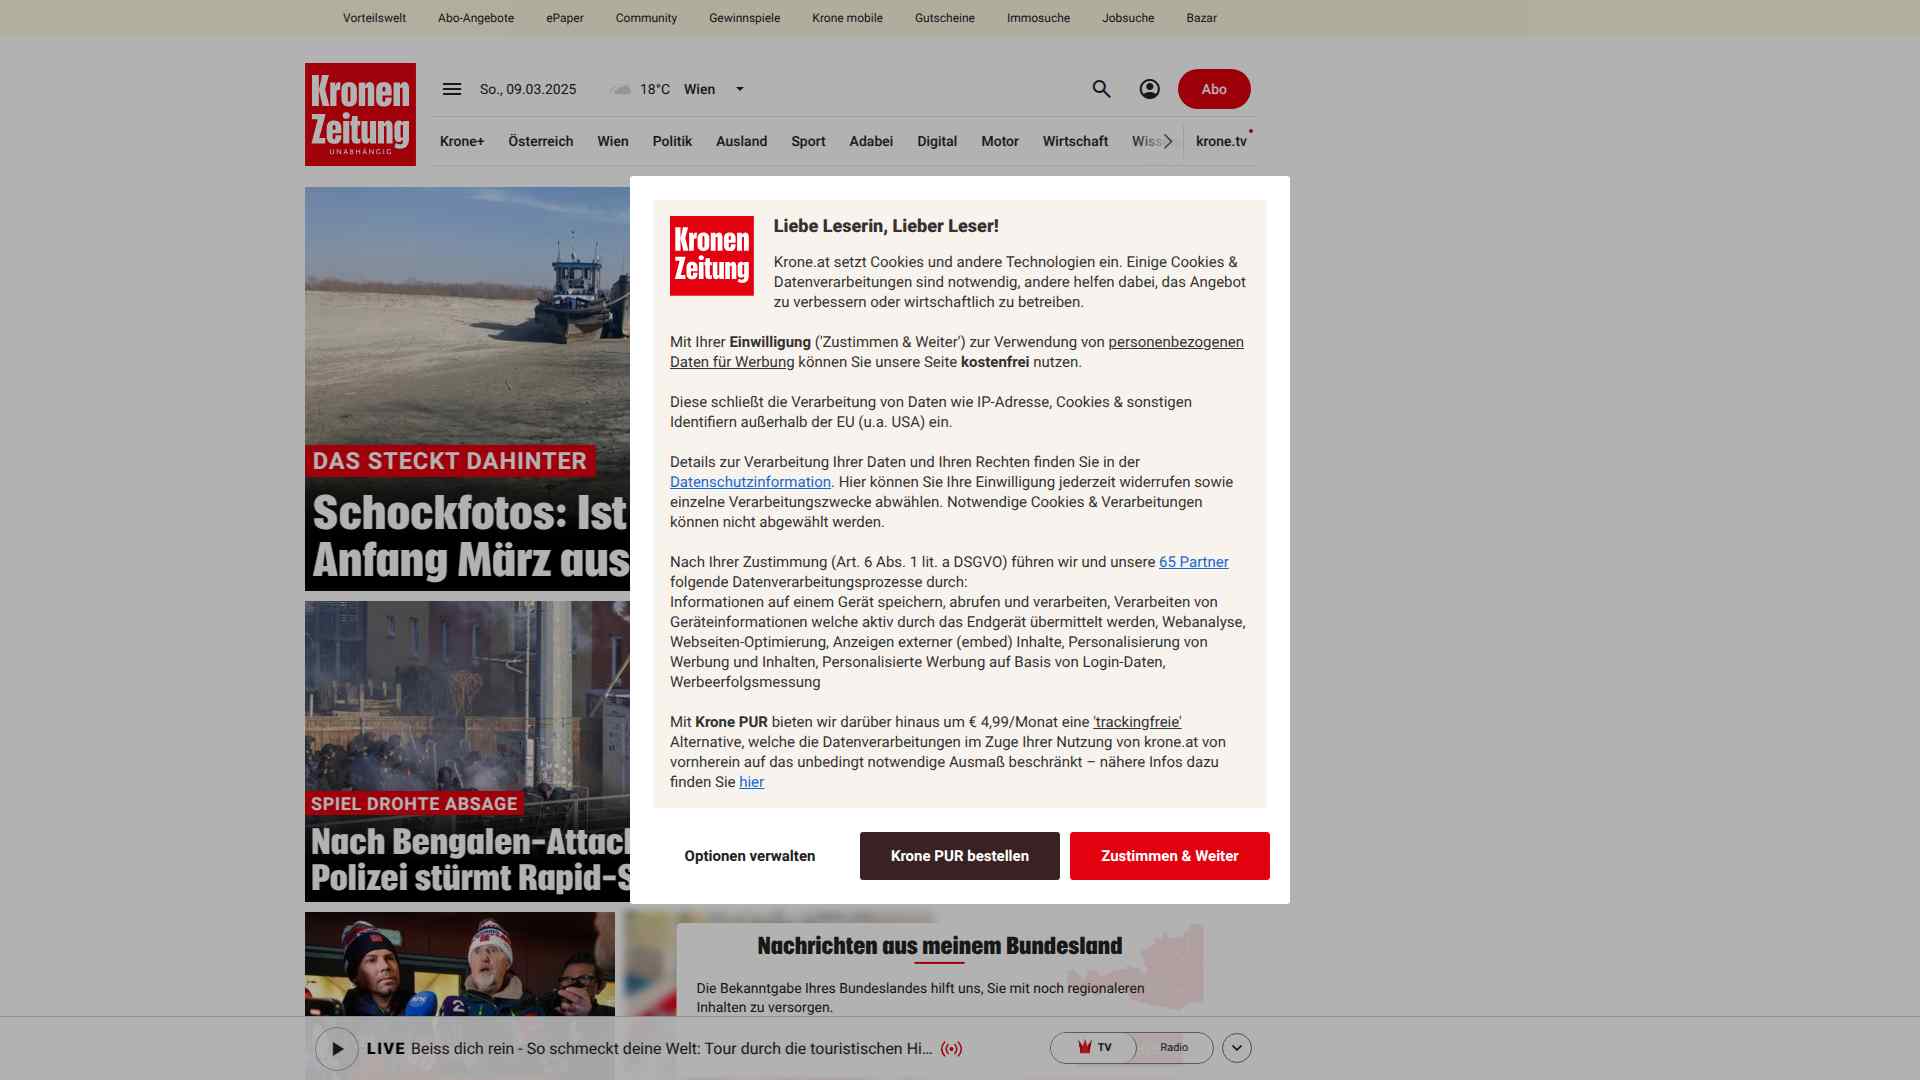 Vorteilswelt Abo-Angebote ePaper Community Gewinnspiele Krone mobile Gutscheine Immosuche Jobsuche Bazar
Kronen
Zeitung
UNABHÄNGIG
So., 09.03.2025 18°C Wien
Abo
Krone+ Österreich Wien Politik Ausland Sport Adabei Digital Motor Wirtschaft Wiss krone.tv
DAS STECKT DAHINTER
Schockfotos: Ist
Anfang März aus
SPIEL DROHTE ABSAGE
Nach Bengalen-Attac
Polizei stürmt Rapid-S
Kronen
Zeitung
Liebe Leserin, Lieber Leser!
Krone.at setzt Cookies und andere Technologien ein. Einige Cookies &
Datenverarbeitungen sind notwendig, andere helfen dabei, das Angebot
zu verbessern oder wirtschaftlich zu betreiben.
Mit Ihrer Einwilligung ('Zustimmen & Weiter') zur Verwendung von personenbezogenen
Daten für Werbung können Sie unsere Seite kostenfrei nutzen.
Diese schließt die Verarbeitung von Daten wie IP-Adresse, Cookies & sonstigen
Identifiern außerhalb der EU (u.a. USA) ein.
Details zur Verarbeitung Ihrer Daten und Ihren Rechten finden Sie in der
Datenschutzinformation. Hier können Sie Ihre Einwilligung jederzeit widerrufen sowie
einzelne Verarbeitungszwecke abwählen. Notwendige Cookies & Verarbeitungen
können nicht abgewählt werden.
Nach Ihrer Zustimmung (Art. 6 Abs. 1 lit. a DSGVO) führen wir und unsere 65 Partner
folgende Datenverarbeitungsprozesse durch:
Informationen auf einem Gerät speichern, abrufen und verarbeiten, Verarbeiten von
Geräteinformationen welche aktiv durch das Endgerät übermittelt werden, Webanalyse,
Webseiten-Optimierung, Anzeigen externer (embed) Inhalte, Personalisierung von
Werbung und Inhalten, Personalisierte Werbung auf Basis von Login-Daten,
Werbeerfolgsmessung
Mit Krone PUR bieten wir darüber hinaus um € 4,99/Monat eine 'trackingfreie'
Alternative, welche die Datenverarbeitungen im Zuge Ihrer Nutzung von krone.at von
vornherein auf das unbedingt notwendige Ausmaß beschränkt – nähere Infos dazu
finden Sie hier
Optionen verwalten Krone PUR bestellen Zustimmen & Weiter
Nachrichten aus meinem Bundesland
Die Bekanntgabe Ihres Bundeslandes hilft uns, Sie mit noch regionaleren
Inhalten zu versorgen.
LIVE Beiss dich rein - So schmeckt deine Welt: Tour durch die touristischen Hi... TV Radio